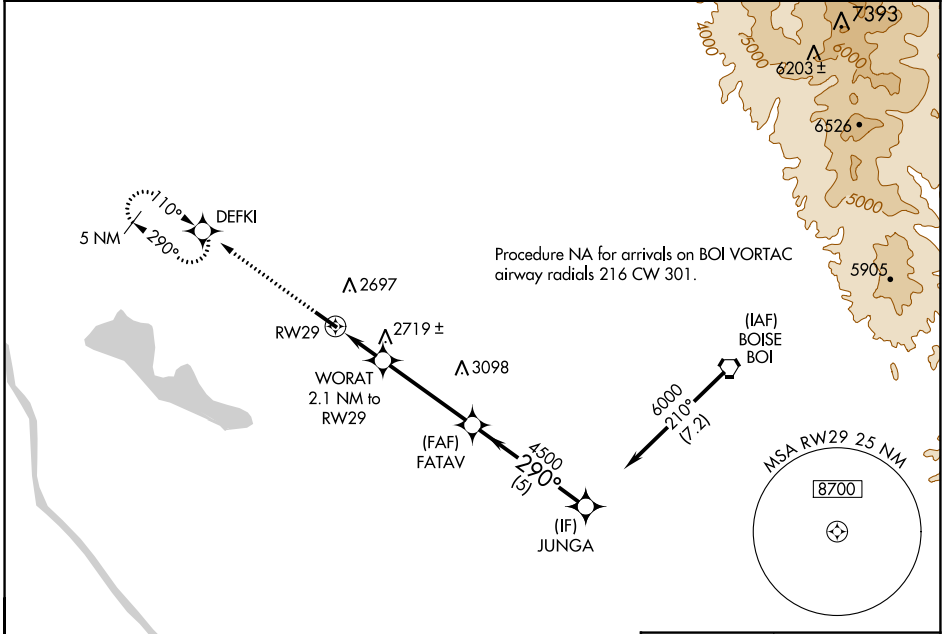 7393
4000
5000
6000
6203 ±
6526
5000
5905
110°
DEFKI
5 NM
290°
Procedure NA for arrivals on BOI VORTAC
airway radials 216 CW 301.
2697
RW29
2719 ±
WORAT
2.1 NM to
RW29
3098
(IAF)
BOISE
BOI
6000
210°
(7.2)
(FAF)
FATAV
4500
290°
(5)
(IF)
JUNGA
MSA RW29 25 NM
8700